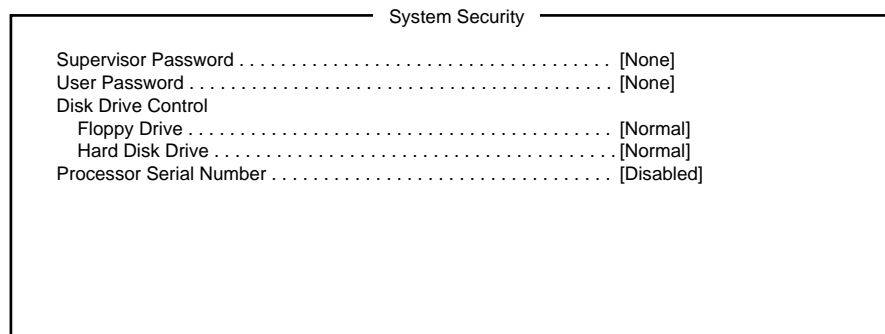 System Security
Supervisor Password . . . . . . . . . . . . . . . . . . . . . . . . . . . . . . . . . . . . [None]
User Password . . . . . . . . . . . . . . . . . . . . . . . . . . . . . . . . . . . . . . . . . [None]
Disk Drive Control
Floppy Drive . . . . . . . . . . . . . . . . . . . . . . . . . . . . . . . . . . . . . . . . . [Normal]
Hard Disk Drive . . . . . . . . . . . . . . . . . . . . . . . . . . . . . . . . . . . . . . . [Normal]
Processor Serial Number . . . . . . . . . . . . . . . . . . . . . . . . . . . . . . . . . [Disabled]